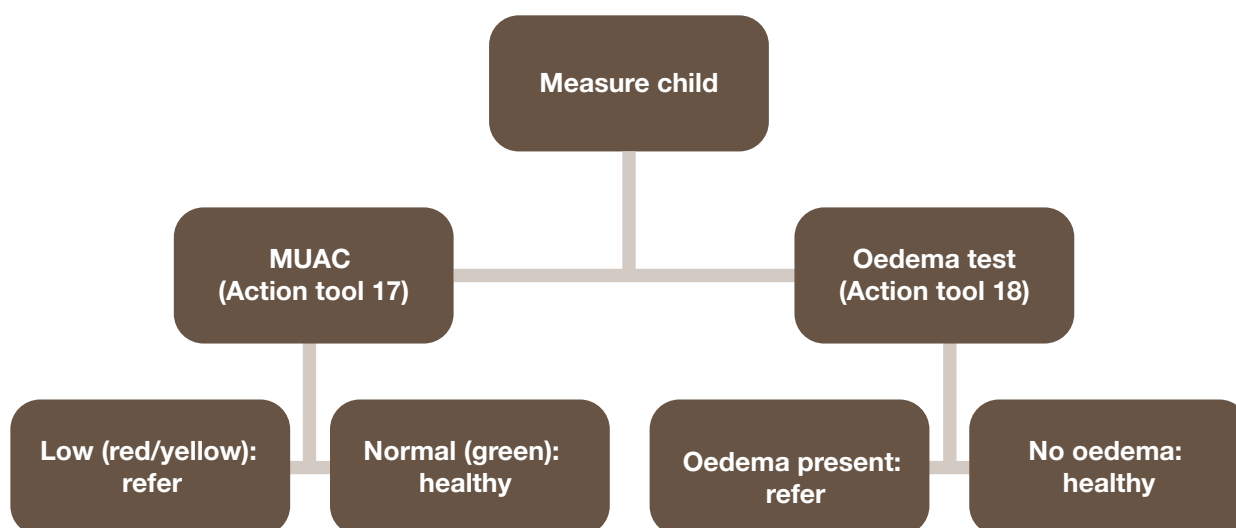 Measure child
MUAC
(Action tool 17)
Oedema test
(Action tool 18)
Low (red/yellow):
refer
Normal (green):
healthy
Oedema present:
refer
No oedema:
healthy